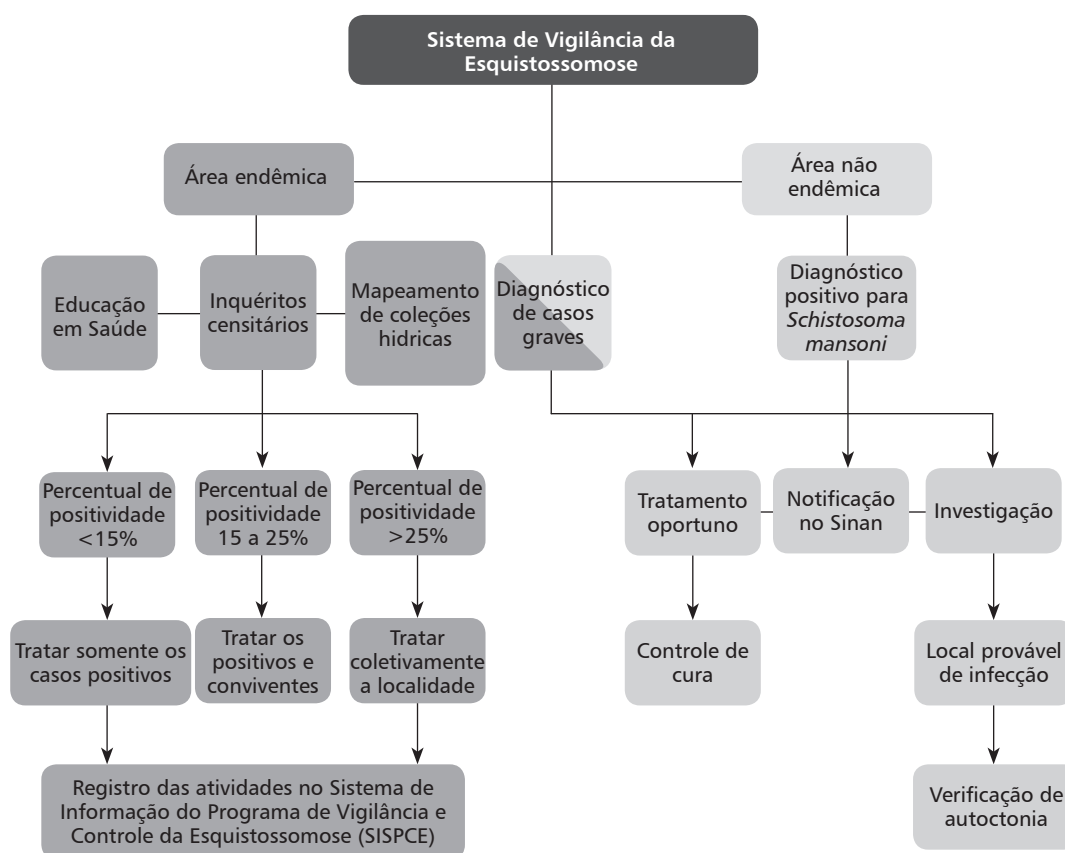 Sistema de Vigilância da
Esquistossomose
Área endêmica
Área não
endêmica
Educação
em Saúde
Inquéritos
censitários
Mapeamento
de coleções
hidricas
Diagnóstico
de casos
graves
Diagnóstico
positivo para
Schistosoma
mansoni
Percentual de
positividade
<15%
Percentual de
positividade
15 a 25%
Percentual de
positividade
>25%
Tratamento
oportuno
Notificação
no Sinan
Investigação
Tratar somente os
casos positivos
Tratar os
positivos e
conviventes
Tratar
coletivamente
a localidade
Controle de
cura
Local provável
de infecção
Registro das atividades no Sistema de
Informação do Programa de Vigilância e
Controle da Esquistossomose (SISPCE)
Verificação de
autoctonia